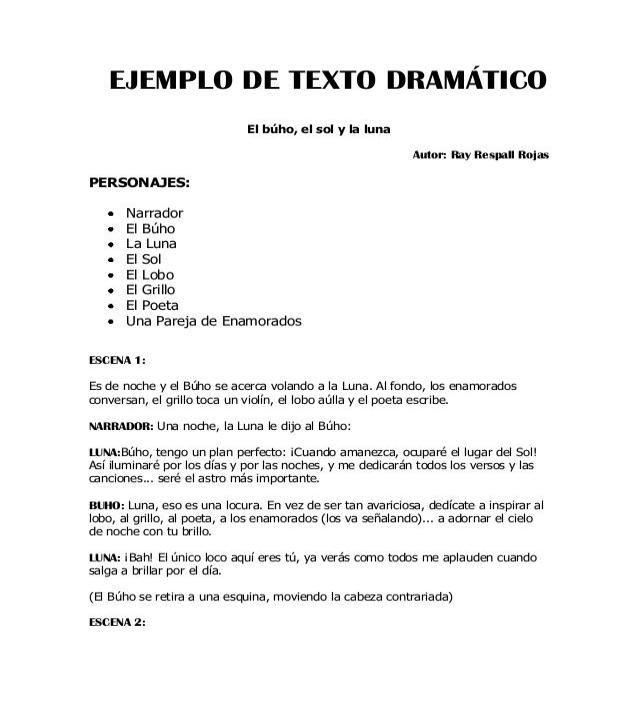 EJEMPLO DE TEXTO DRAMÁTICO
El búho, el sol y la luna
Autor: Ray Respall Rojas
PERSONAJES:
• Narrador
• El Búho
• La Luna
• El Sol
• El Lobo
• El Grillo
• El Poeta
• Una Pareja de Enamorados
ESCENA 1:
Es de noche y el Búho se acerca volando a la Luna. Al fondo, los enamorados
conversan, el grillo toca un violín, el lobo aúlla y el poeta escribe.
NARRADOR: Una noche, la Luna le dijo al Búho:
LUNA:Búho, tengo un plan perfecto: ¡Cuando amanezca, ocuparé el lugar del Sol!
Así iluminaré por los días y por las noches, y me dedicarán todos los versos y las
canciones... seré el astro más importante.
BUHO: Luna, eso es una locura. En vez de ser tan avariciosa, dedícate a inspirar al
lobo, al grillo, al poeta, a los enamorados (los va señalando)... a adornar el cielo
de noche con tu brillo.
LUNA: ¡Bah! El único loco aquí eres tú, ya verás como todos me aplauden cuando
salga a brillar por el día.
(El Búho se retira a una esquina, moviendo la cabeza contrariada)
ESCENA 2: